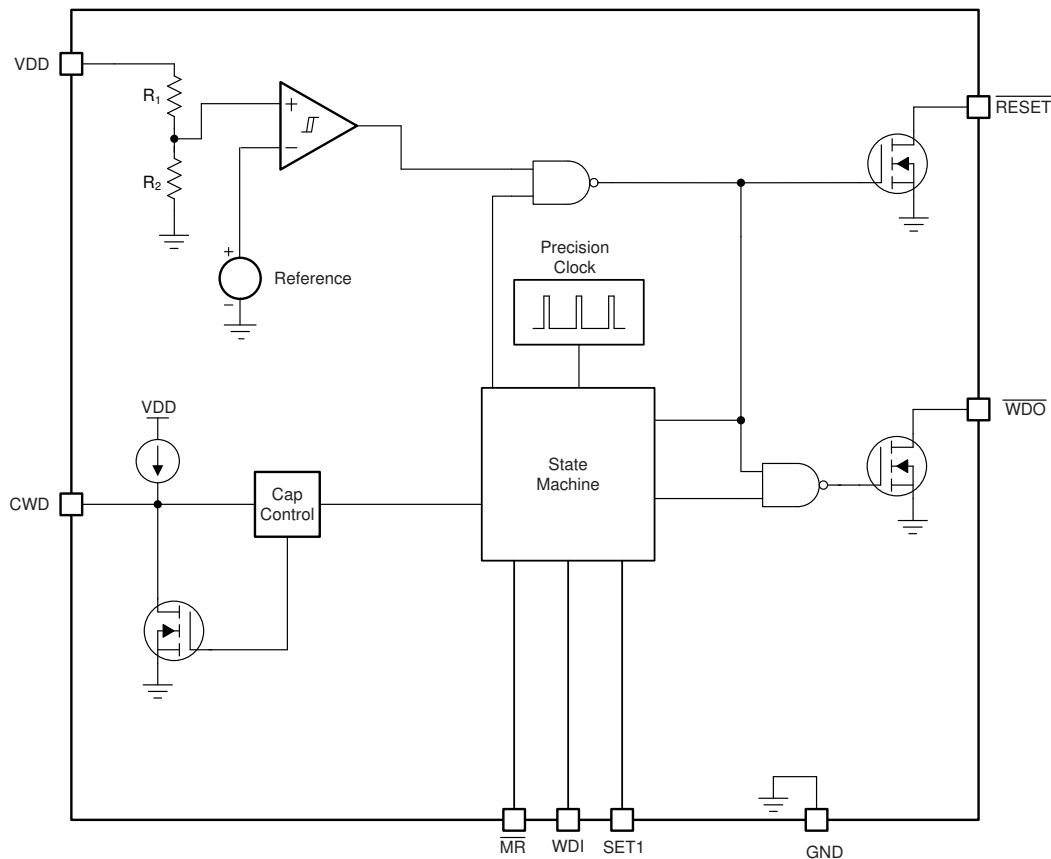 VDD
R₁
R₂
+
−
+
−
Reference
Precision
Clock
RESET
VDD
CWD
Cap
Control
State
Machine
WDO
MR
WDI
SET1
GND